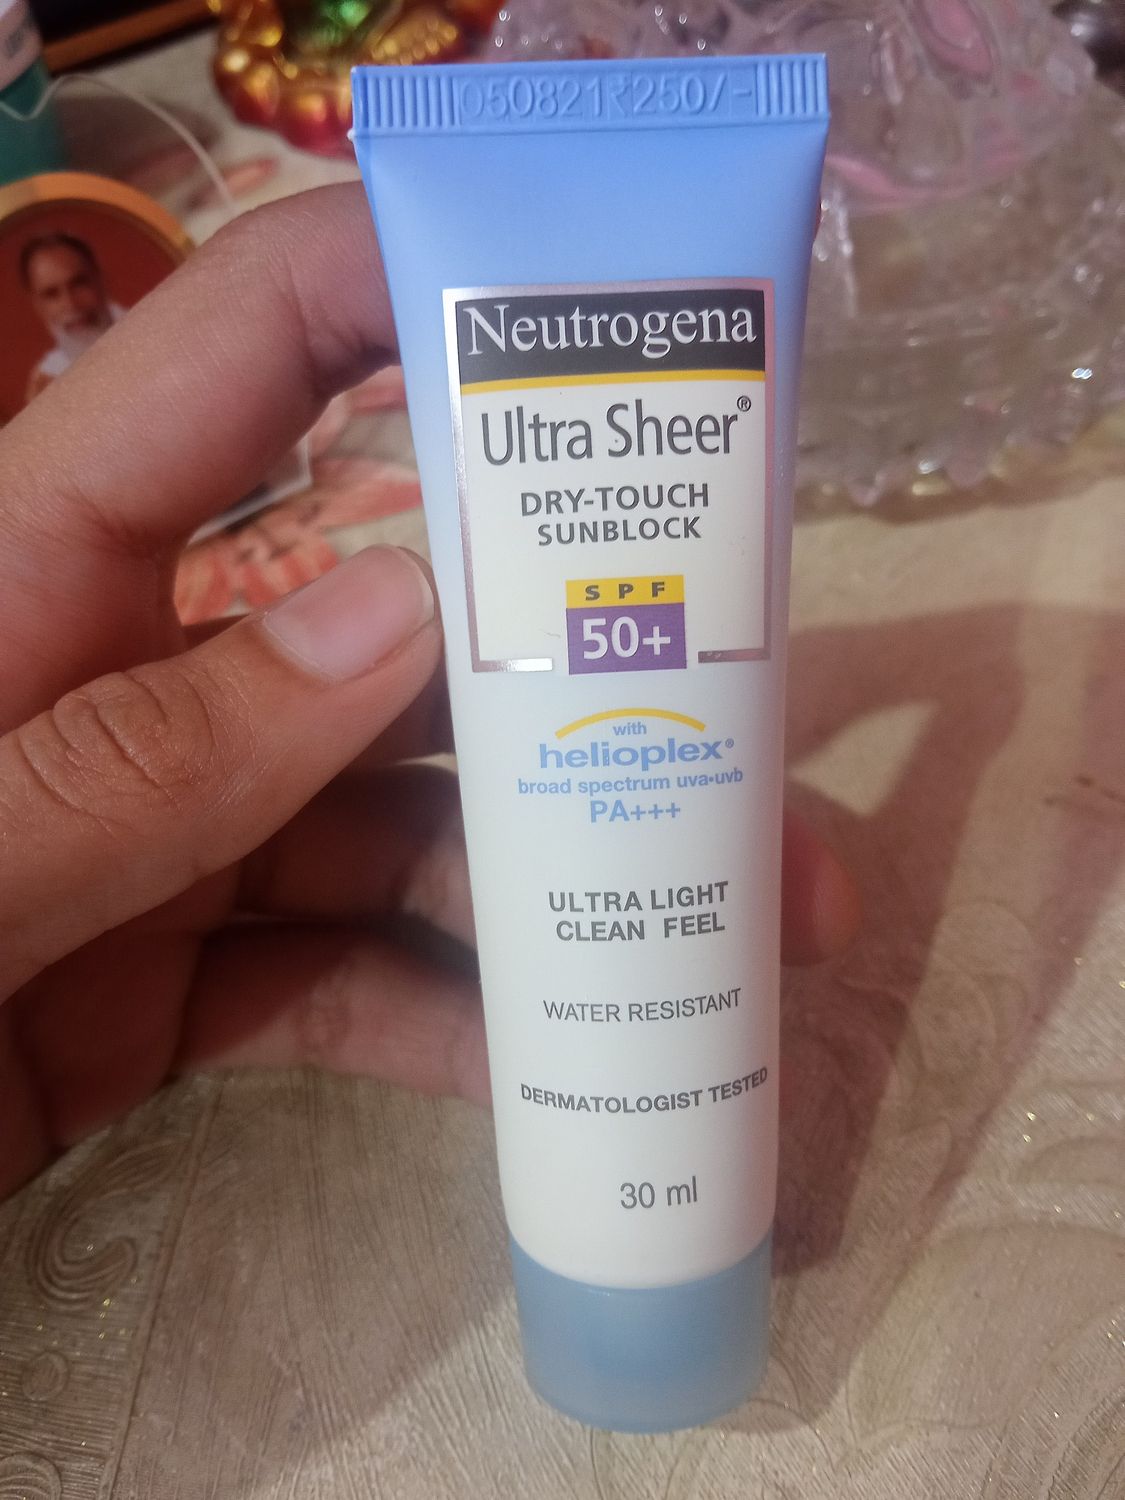 050821₹250/-
Neutrogena
Ultra Sheer®
DRY-TOUCH
SUNBLOCK
SPF
50+
with
helioplex®
broad spectrum uva•uvb
PA+++
ULTRA LIGHT
CLEAN FEEL
WATER RESISTANT
DERMATOLOGIST TESTED
30 ml